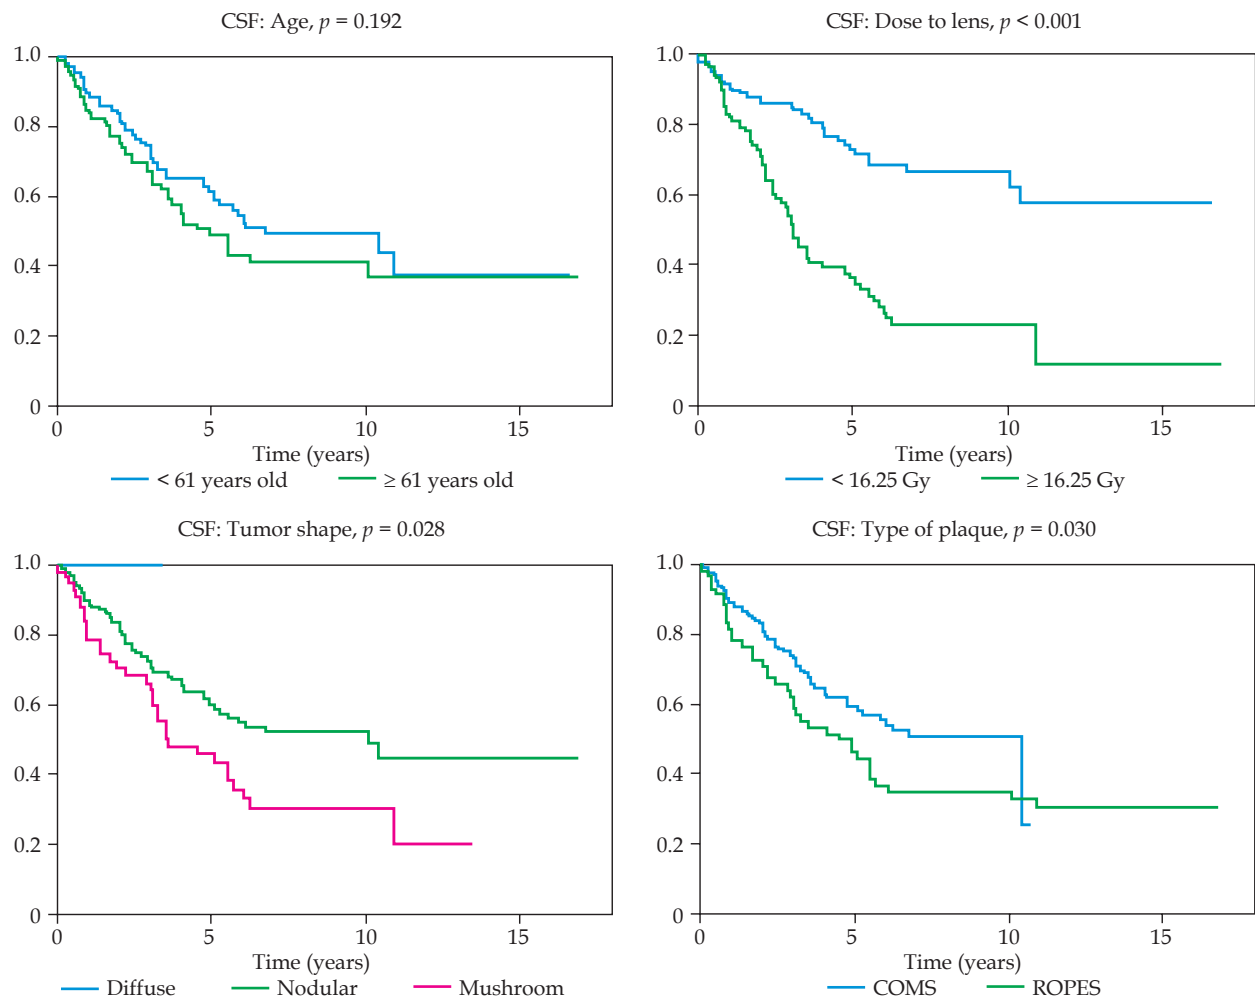 CSF: Age, p = 0.192
1.0
0.8
0.6
0.4
0.2
0
0 5 10 15
Time (years)
< 61 years old ≥ 61 years old
CSF: Dose to lens, p < 0.001
1.0
0.8
0.6
0.4
0.2
0
0 5 10 15
Time (years)
< 16.25 Gy ≥ 16.25 Gy
CSF: Tumor shape, p = 0.028
1.0
0.8
0.6
0.4
0.2
0
0 5 10 15
Time (years)
Diffuse Nodular Mushroom
CSF: Type of plaque, p = 0.030
1.0
0.8
0.6
0.4
0.2
0
0 5 10 15
Time (years)
COMS ROPES